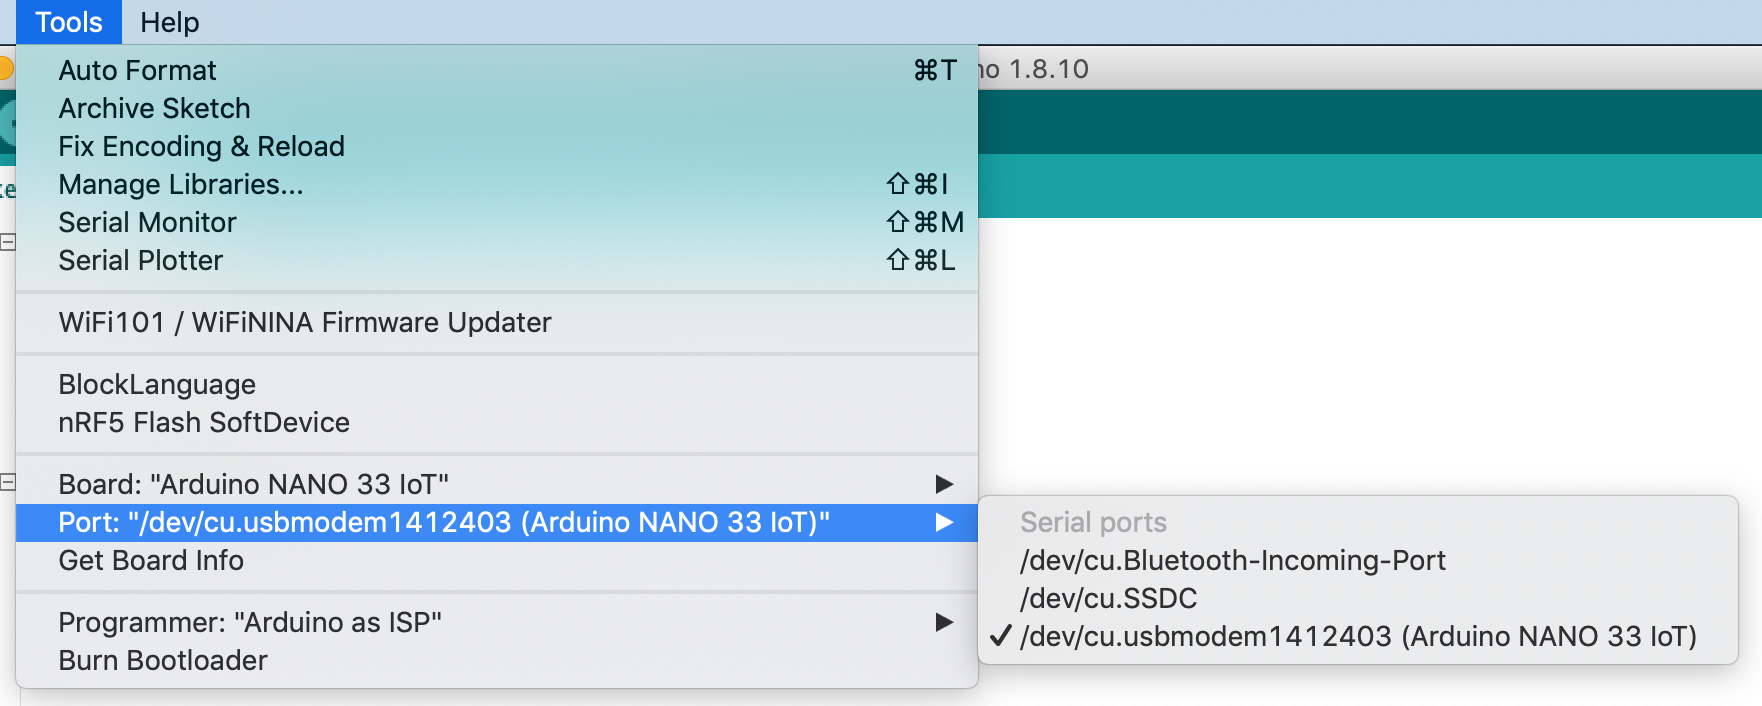 Tools Help
no 1.8.10
Auto Format ⌘T
Archive Sketch
Fix Encoding & Reload
Manage Libraries... ⇧⌘I
Serial Monitor ⇧⌘M
Serial Plotter ⇧⌘L
WiFi101 / WiFiNINA Firmware Updater
BlockLanguage
nRF5 Flash SoftDevice
Board: "Arduino NANO 33 IoT"
Port: "/dev/cu.usbmodem1412403 (Arduino NANO 33 IoT)"
Get Board Info
Programmer: "Arduino as ISP"
Burn Bootloader
Serial ports
/dev/cu.Bluetooth-Incoming-Port
/dev/cu.SSDC
✓ /dev/cu.usbmodem1412403 (Arduino NANO 33 IoT)